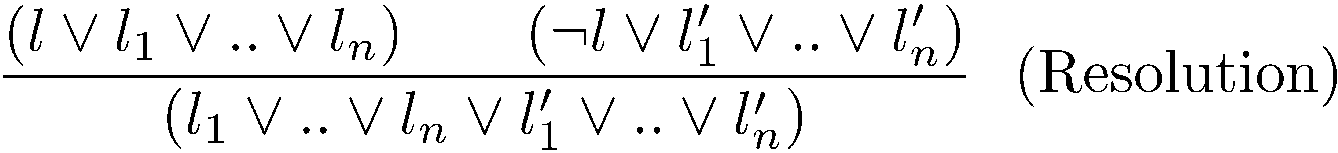 (l ∨ l₁ ∨ .. ∨ lₙ) (¬l ∨ l′₁ ∨ .. ∨ l′ₙ)
(Resolution)
(l₁ ∨ .. ∨ lₙ ∨ l′₁ ∨ .. ∨ l′ₙ)